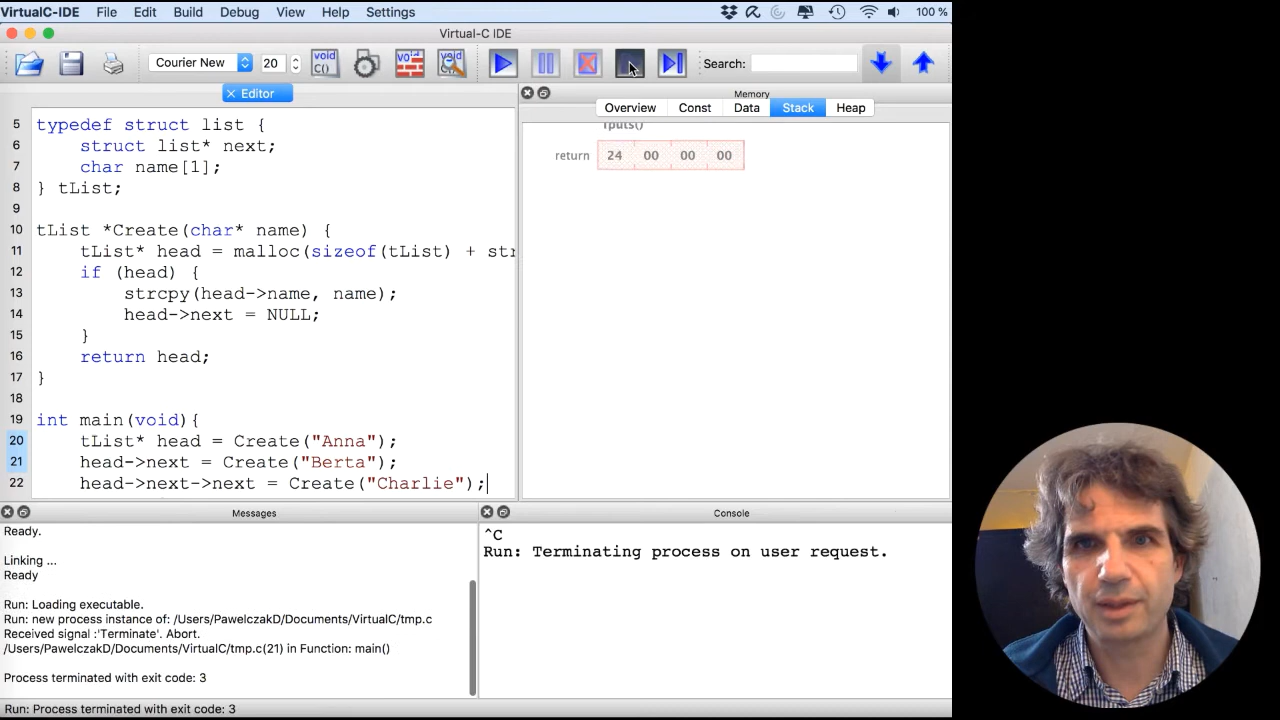 VirtualC-IDE File Edit Build Debug View Help Settings 100 %
Virtual-C IDE
Courier New 20 void C() void void C() Search:
Editor
Memory
Overview Const Data Stack Heap
fputs()
return 24 00 00 00
5 typedef struct list {
6 struct list* next;
7 char name[1];
8 } tList;
9
10 tList *Create(char* name) {
11 tList* head = malloc(sizeof(tList) + str
12 if (head) {
13 strcpy(head->name, name);
14 head->next = NULL;
15 }
16 return head;
17 }
18
19 int main(void){
20 tList* head = Create("Anna");
21 head->next = Create("Berta");
22 head->next->next = Create("Charlie");
Messages
Ready.
Linking ...
Ready
Run: Loading executable.
Run: new process instance of: /Users/PawelczakD/Documents/VirtualC/tmp.c
Received signal :'Terminate'. Abort.
/Users/PawelczakD/Documents/VirtualC/tmp.c(21) in Function: main()
Process terminated with exit code: 3
Console
^C
Run: Terminating process on user request.
Run: Process terminated with exit code: 3